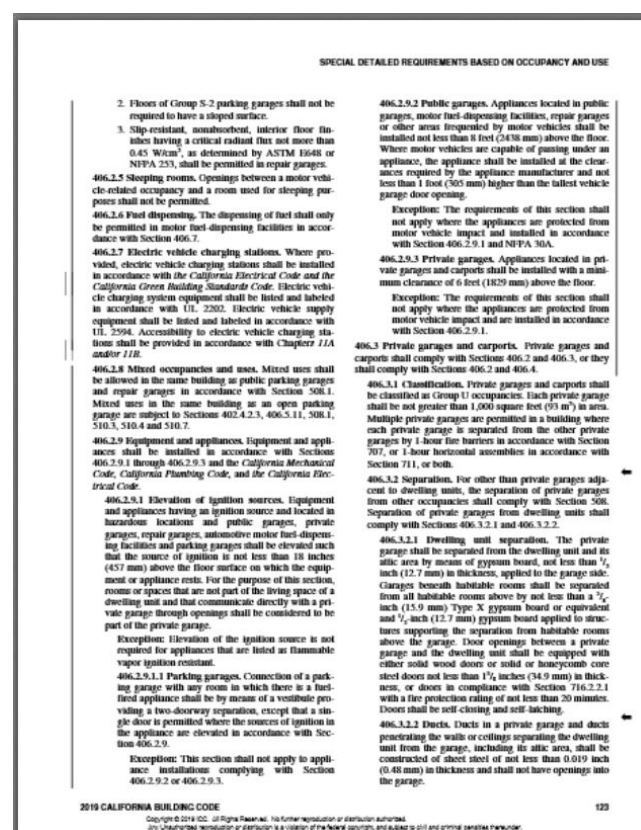 SPECIAL DETAILED REQUIREMENTS BASED ON OCCUPANCY AND USE
2. Floors of Group S-2 parking garages shall not be
required to have a sloped surface.
3. Slip-resistant, nonabsorbent, interior floor fin-
ishes having a critical radiant flux not more than
0.45 W/cm², as determined by ASTM E648 or
NFPA 253, shall be permitted in repair garages.
406.2.5 Sleeping rooms. Openings between a motor vehi-
cle-related occupancy and a room used for sleeping pur-
poses shall not be permitted.
406.2.6 Fuel dispensing. The dispensing of fuel shall only
be permitted in motor fuel-dispensing facilities in accor-
dance with Section 406.7.
406.2.7 Electric vehicle charging stations. Where pro-
vided, electric vehicle charging stations shall be installed
in accordance with the California Electrical Code and the
California Green Building Standards Code. Electric vehi-
cle charging system equipment shall be listed and labeled
in accordance with UL 2202. Electric vehicle supply
equipment shall be listed and labeled in accordance with
UL 2594. Accessibility to electric vehicle charging sta-
tions shall be provided in accordance with Chapters 11A
and/or 11B.
406.2.8 Mixed occupancies and uses. Mixed uses shall
be allowed in the same building as public parking garages
and repair garages in accordance with Section 508.1.
Mixed uses in the same building as an open parking
garage are subject to Sections 402.4.2.3, 406.5.11, 508.1,
510.3, 510.4 and 510.7.
406.2.9 Equipment and appliances. Equipment and appli-
ances shall be installed in accordance with Sections
406.2.9.1 through 406.2.9.3 and the California Mechanical
Code, California Plumbing Code, and the California Elec-
trical Code.
406.2.9.1 Elevation of ignition sources. Equipment
and appliances having an ignition source and located in
hazardous locations and public garages, private
garages, repair garages, automotive motor fuel-dispens-
ing facilities and parking garages shall be elevated such
that the source of ignition is not less than 18 inches
(457 mm) above the floor surface on which the equip-
ment or appliance rests. For the purpose of this section,
rooms or spaces that are not part of the living space of a
dwelling unit and that communicate directly with a pri-
vate garage through openings shall be considered to be
part of the private garage.
Exception: Elevation of the ignition source is not
required for appliances that are listed as flammable
vapor ignition resistant.
406.2.9.1.1 Parking garages. Connection of a park-
ing garage with any room in which there is a fuel-
fired appliance shall be by means of a vestibule pro-
viding a two-doorway separation, except that a sin-
gle door is permitted where the sources of ignition in
the appliance are elevated in accordance with Sec-
tion 406.2.9.
Exception: This section shall not apply to appli-
ance installations complying with Section
406.2.9.2 or 406.2.9.3.
406.2.9.2 Public garages. Appliances located in public
garages, motor fuel-dispensing facilities, repair garages
or other areas frequented by motor vehicles shall be
installed not less than 8 feet (2438 mm) above the floor.
Where motor vehicles are capable of passing under an
appliance, the appliance shall be installed at the clear-
ances required by the appliance manufacturer and not
less than 1 foot (305 mm) higher than the tallest vehicle
garage door opening.
Exception: The requirements of this section shall
not apply where the appliances are protected from
motor vehicle impact and installed in accordance
with Section 406.2.9.1 and NFPA 30A.
406.2.9.3 Private garages. Appliances located in pri-
vate garages and carports shall be installed with a mini-
mum clearance of 6 feet (1829 mm) above the floor.
Exception: The requirements of this section shall
not apply where the appliances are protected from
motor vehicle impact and are installed in accordance
with Section 406.2.9.1.
406.3 Private garages and carports. Private garages and
carports shall comply with Sections 406.2 and 406.3, or they
shall comply with Sections 406.2 and 406.4.
406.3.1 Classification. Private garages and carports shall
be classified as Group U occupancies. Each private garage
shall be not greater than 1,000 square feet (93 m²) in area.
Multiple private garages are permitted in a building where
each private garage is separated from the other private
garages by 1-hour fire barriers in accordance with Section
707, or 1-hour horizontal assemblies in accordance with
Section 711, or both.
406.3.2 Separation. For other than private garages adja-
cent to dwelling units, the separation of private garages
from other occupancies shall comply with Section 508.
Separation of private garages from dwelling units shall
comply with Sections 406.3.2.1 and 406.3.2.2.
406.3.2.1 Dwelling unit separation. The private
garage shall be separated from the dwelling unit and its
attic area by means of gypsum board, not less than ¹/₂
inch (12.7 mm) in thickness, applied to the garage side.
Garages beneath habitable rooms shall be separated
from all habitable rooms above by not less than a ⁵/₈-
inch (15.9 mm) Type X gypsum board or equivalent
and ¹/₂-inch (12.7 mm) gypsum board applied to struc-
tures supporting the separation from habitable rooms
above the garage. Door openings between a private
garage and the dwelling unit shall be equipped with
either solid wood doors or solid or honeycomb core
steel doors not less than 1³/₈ inches (34.9 mm) in thick-
ness, or doors in compliance with Section 716.2.2.1
with a fire protection rating of not less than 20 minutes.
Doors shall be self-closing and self-latching.
406.3.2.2 Ducts. Ducts in a private garage and ducts
penetrating the walls or ceilings separating the dwelling
unit from the garage, including its attic area, shall be
constructed of sheet steel of not less than 0.019 inch
(0.48 mm) in thickness and shall not have openings into
the garage.
2019 CALIFORNIA BUILDING CODE
123
Copyright © 2019 ICC. All Rights Reserved. No further reproduction or distribution authorized.
Any Unauthorized reproduction or distribution is a violation of the federal copyright, and subject to civil and criminal penalties thereunder.